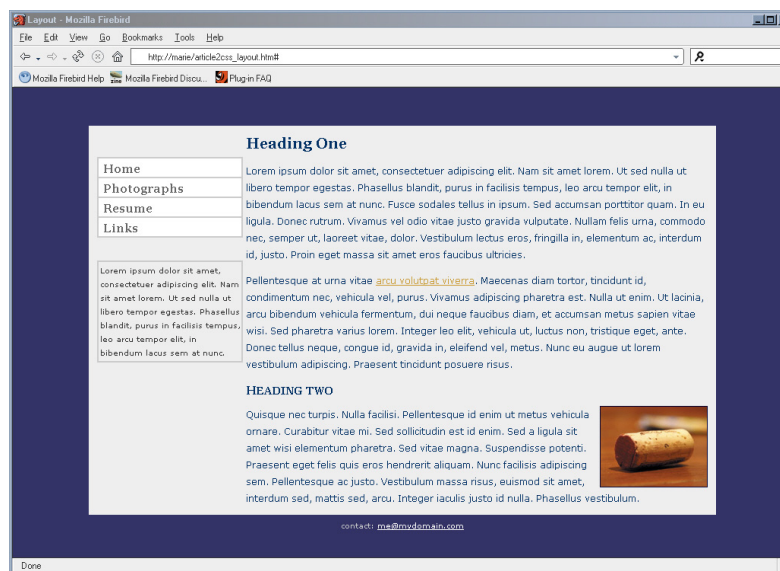 Layout - Mozilla Firebird
File Edit View Go Bookmarks Tools Help
http://marie/article2css_layout.htm#
Mozilla Firebird Help Mozilla Firebird Discu... Plug-in FAQ
Home
Photographs
Resume
Links
Lorem ipsum dolor sit amet,
consectetuer adipiscing elit. Nam
sit amet lorem. Ut sed nulla ut
libero tempor egestas. Phasellus
blandit, purus in facilisis tempus,
leo arcu tempor elit, in
bibendum lacus sem at nunc.
Heading One
Lorem ipsum dolor sit amet, consectetuer adipiscing elit. Nam sit amet lorem. Ut sed nulla ut
libero tempor egestas. Phasellus blandit, purus in facilisis tempus, leo arcu tempor elit, in
bibendum lacus sem at nunc. Fusce sodales tellus in ipsum. Sed accumsan porttitor quam. In eu
ligula. Donec rutrum. Vivamus vel odio vitae justo gravida vulputate. Nullam felis urna, commodo
nec, semper ut, laoreet vitae, dolor. Vestibulum lectus eros, fringilla in, elementum ac, interdum
id, justo. Proin eget massa sit amet eros faucibus ultricies.
Pellentesque at urna vitae arcu volutpat viverra. Maecenas diam tortor, tincidunt id,
condimentum nec, vehicula vel, purus. Vivamus adipiscing pharetra est. Nulla ut enim. Ut lacinia,
arcu bibendum vehicula fermentum, dui neque faucibus diam, et accumsan metus sapien vitae
wisi. Sed pharetra varius lorem. Integer leo elit, vehicula ut, luctus non, tristique eget, ante.
Donec tellus neque, congue id, gravida in, eleifend vel, metus. Nunc eu augue ut lorem
vestibulum adipiscing. Praesent tincidunt posuere risus.
HEADING TWO
Quisque nec turpis. Nulla facilisi. Pellentesque id enim ut metus vehicula
ornare. Curabitur vitae mi. Sed sollicitudin est id enim. Sed a ligula sit
amet wisi elementum pharetra. Sed vitae magna. Suspendisse potenti.
Praesent eget felis quis eros hendrerit aliquam. Nunc facilisis adipiscing
sem. Pellentesque ac justo. Vestibulum massa risus, euismod sit amet,
interdum sed, mattis sed, arcu. Integer iaculis justo id nulla. Phasellus vestibulum.
contact: me@mydomain.com
Done